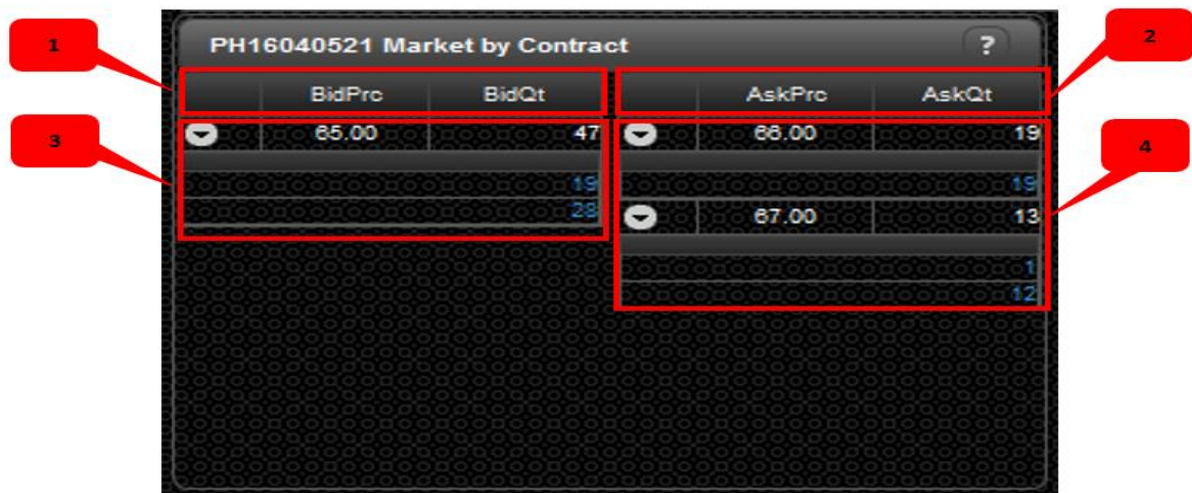 1
2
3
4
PH16040521 Market by Contract ?
BidPrc BidQt AskPrc AskQt
65.00 47 66.00 19
19 19
28 67.00 13
1
12